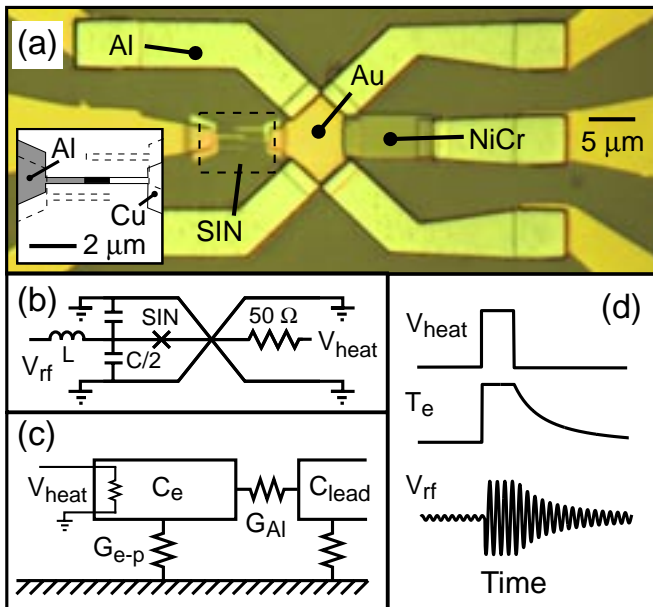 (a)
Al
Au
NiCr
5 μm
SIN
Al
Cu
2 μm
(b)
SIN
50 Ω
V_rf
L
C/2
V_heat
(c)
V_heat
C_e
G_Al
C_lead
G_e-p
(d)
V_heat
T_e
V_rf
Time